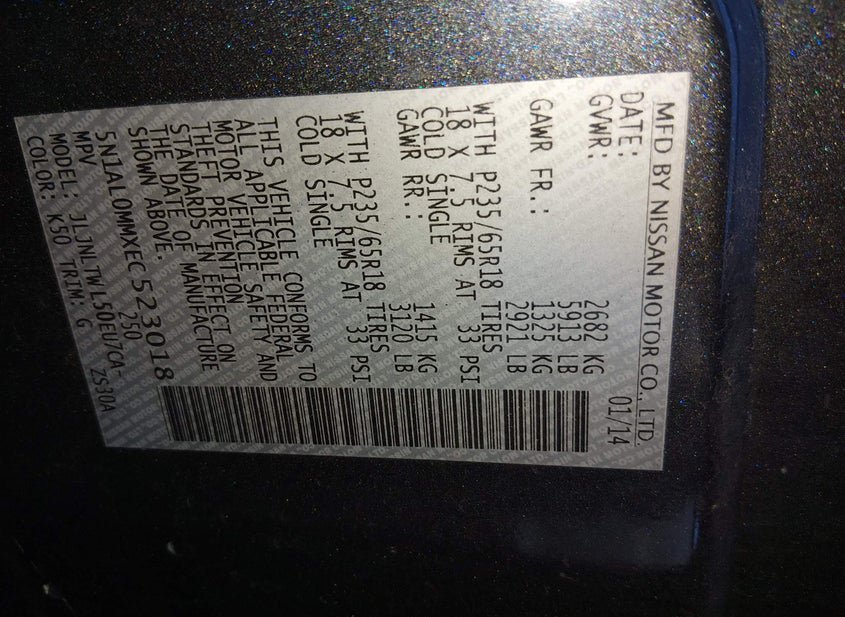 MFD BY NISSAN MOTOR CO., LTD.
DATE: 01/14
GVWR: 2682 KG
5913 LB
GAWR FR.: 1325 KG
2921 LB
WITH P235/65R18 TIRES
18 X 7.5 RIMS AT 33 PSI
COLD SINGLE
GAWR RR.: 1415 KG
3120 LB
WITH P235/65R18 TIRES
18 X 7.5 RIMS AT 33 PSI
COLD SINGLE
THIS VEHICLE CONFORMS TO
ALL APPLICABLE FEDERAL
MOTOR VEHICLE SAFETY AND
THEFT PREVENTION
STANDARDS IN EFFECT ON
THE DATE OF MANUFACTURE
SHOWN ABOVE.
5N1AL0MMXEC523018
MPV 250
MODEL: JLJNLTWL50EU7CA-
COLOR: K50 TRIM: G ZS30A